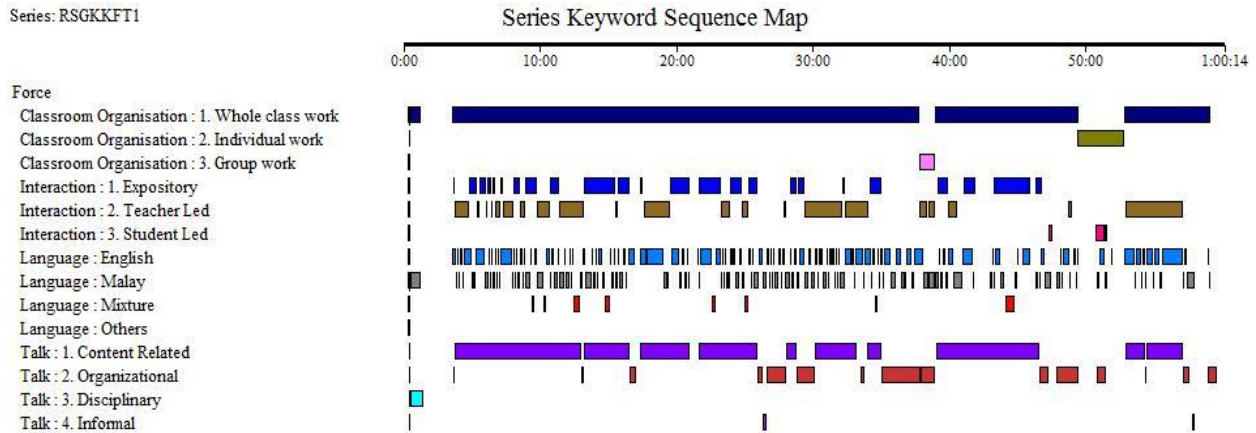 Series: RSGKKFT1
Series Keyword Sequence Map
0:00 10:00 20:00 30:00 40:00 50:00 1:00:14
Force
Classroom Organisation : 1. Whole class work
Classroom Organisation : 2. Individual work
Classroom Organisation : 3. Group work
Interaction : 1. Expository
Interaction : 2. Teacher Led
Interaction : 3. Student Led
Language : English
Language : Malay
Language : Mixture
Language : Others
Talk : 1. Content Related
Talk : 2. Organizational
Talk : 3. Disciplinary
Talk : 4. Informal